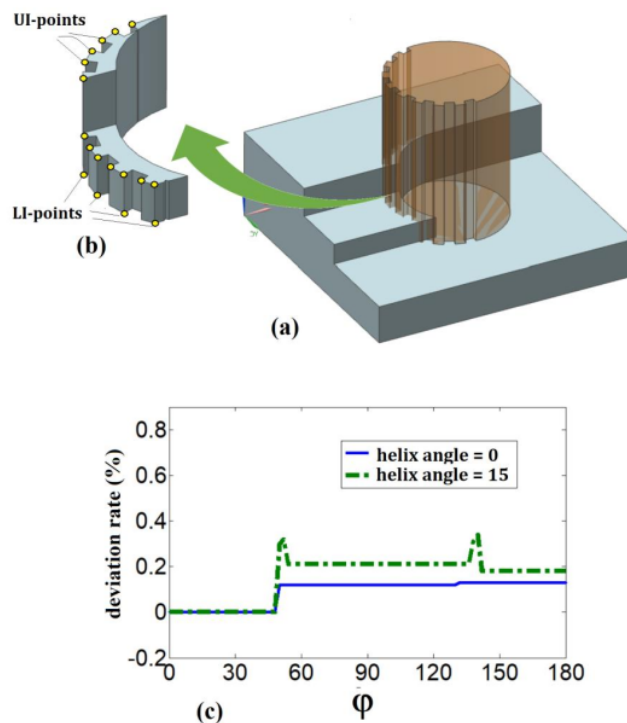 UI-points
LI-points
(b)
(a)
0.8
0.6
0.4
0.2
0
-0.2
deviation rate (%)
helix angle = 0
helix angle = 15
0 30 60 90 120 150 180
φ
(c)